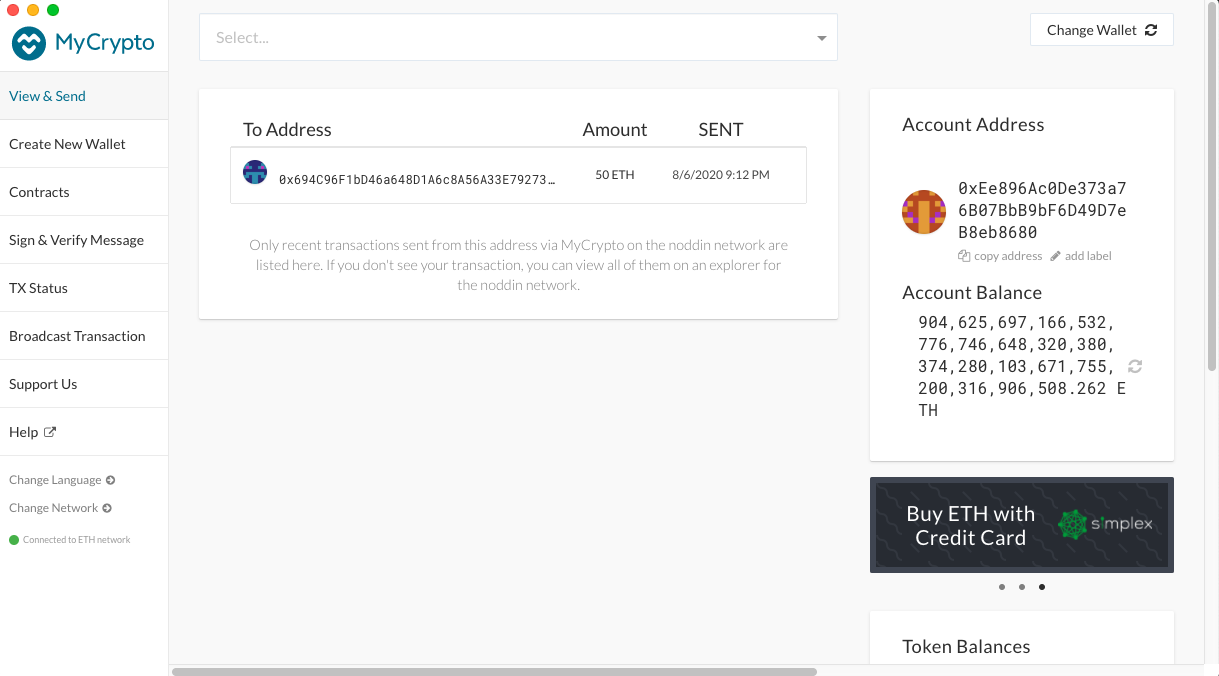 MyCrypto
View & Send
Create New Wallet
Contracts
Sign & Verify Message
TX Status
Broadcast Transaction
Support Us
Help
Change Language
Change Network
Connected to ETH network
Select...
Change Wallet
To Address Amount SENT
0x694C96F1bD46a648D1A6c8A56A33E79273… 50 ETH 8/6/2020 9:12 PM
Only recent transactions sent from this address via MyCrypto on the noddin network are
listed here. If you don't see your transaction, you can view all of them on an explorer for
the noddin network.
Account Address
0xEe896Ac0De373a7
6B07BbB9bF6D49D7e
B8eb8680
copy address add label
Account Balance
904,625,697,166,532,
776,746,648,320,380,
374,280,103,671,755,
200,316,906,508.262 E
TH
Buy ETH with
Credit Card
simplex
Token Balances